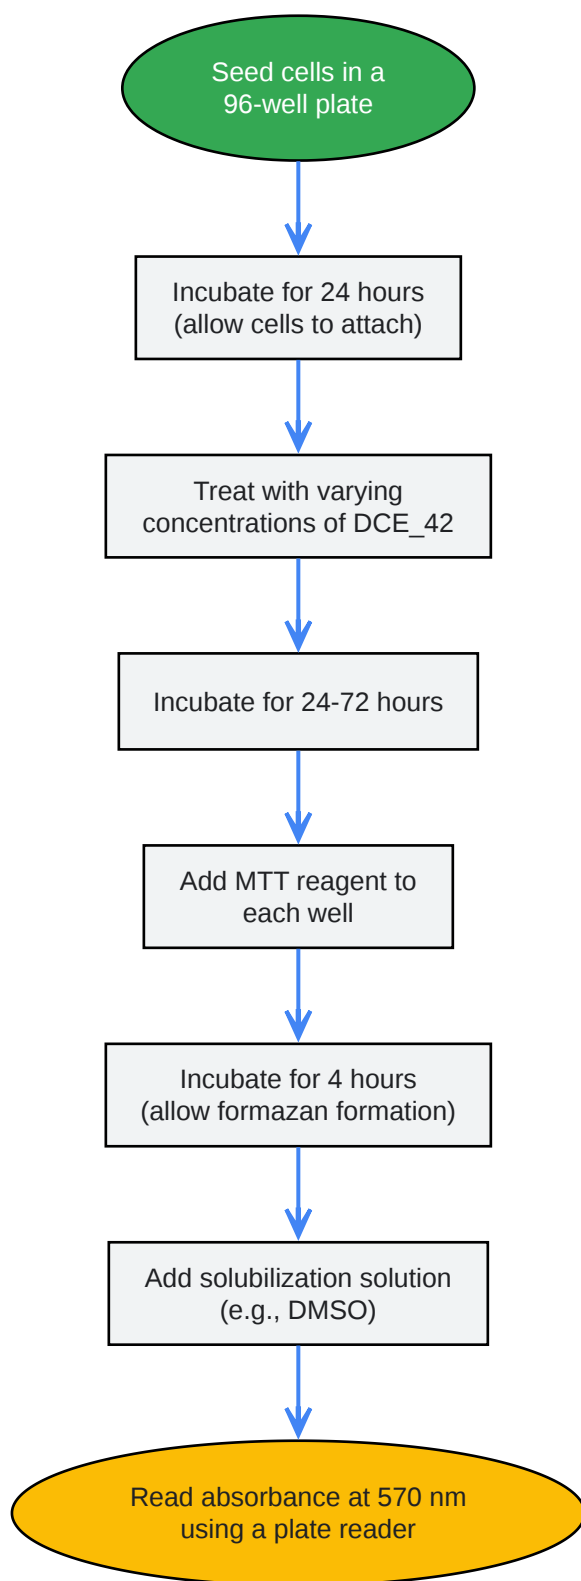 Seed cells in a
96-well plate
Incubate for 24 hours
(allow cells to attach)
Treat with varying
concentrations of DCE_42
Incubate for 24-72 hours
Add MTT reagent to
each well
Incubate for 4 hours
(allow formazan formation)
Add solubilization solution
(e.g., DMSO)
Read absorbance at 570 nm
using a plate reader